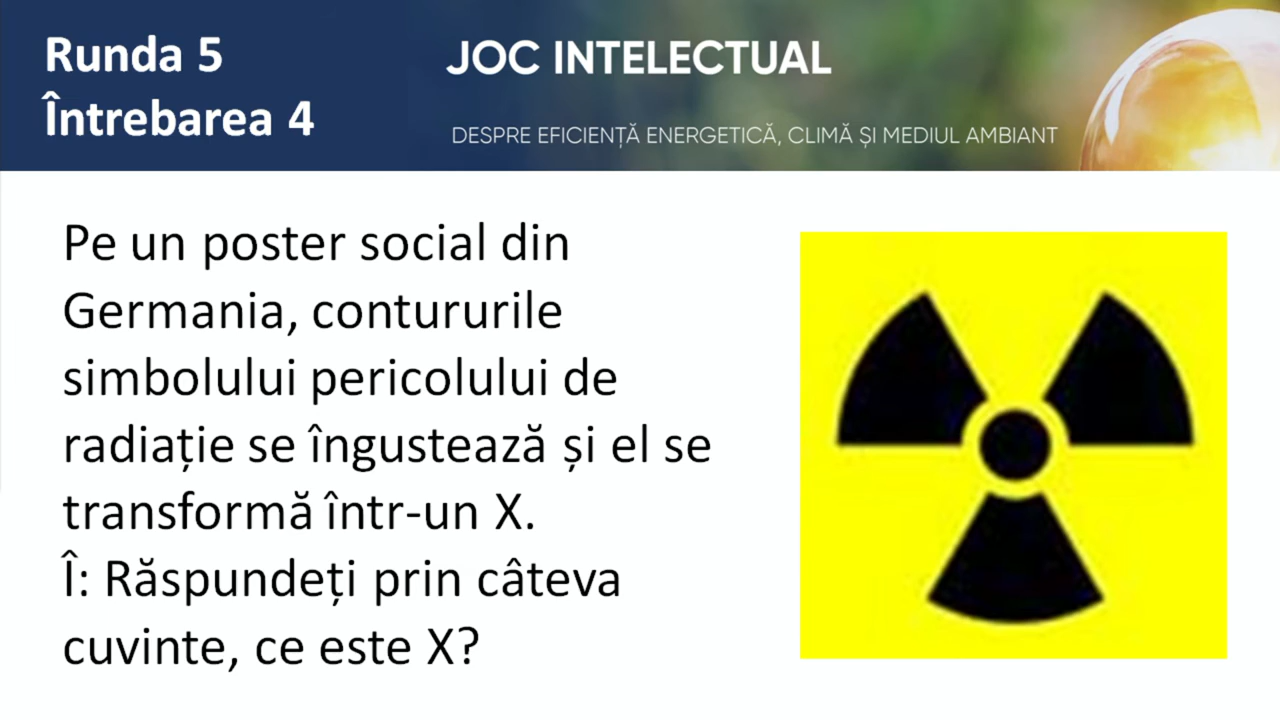 Runda 5
Întrebarea 4
JOC INTELECTUAL
DESPRE EFICIENȚĂ ENERGETICĂ, CLIMĂ ȘI MEDIUL AMBIANT
Pe un poster social din
Germania, contururile
simbolului pericolului de
radiație se îngustează și el se
transformă într-un X.
Î: Răspundeți prin câteva
cuvinte, ce este X?